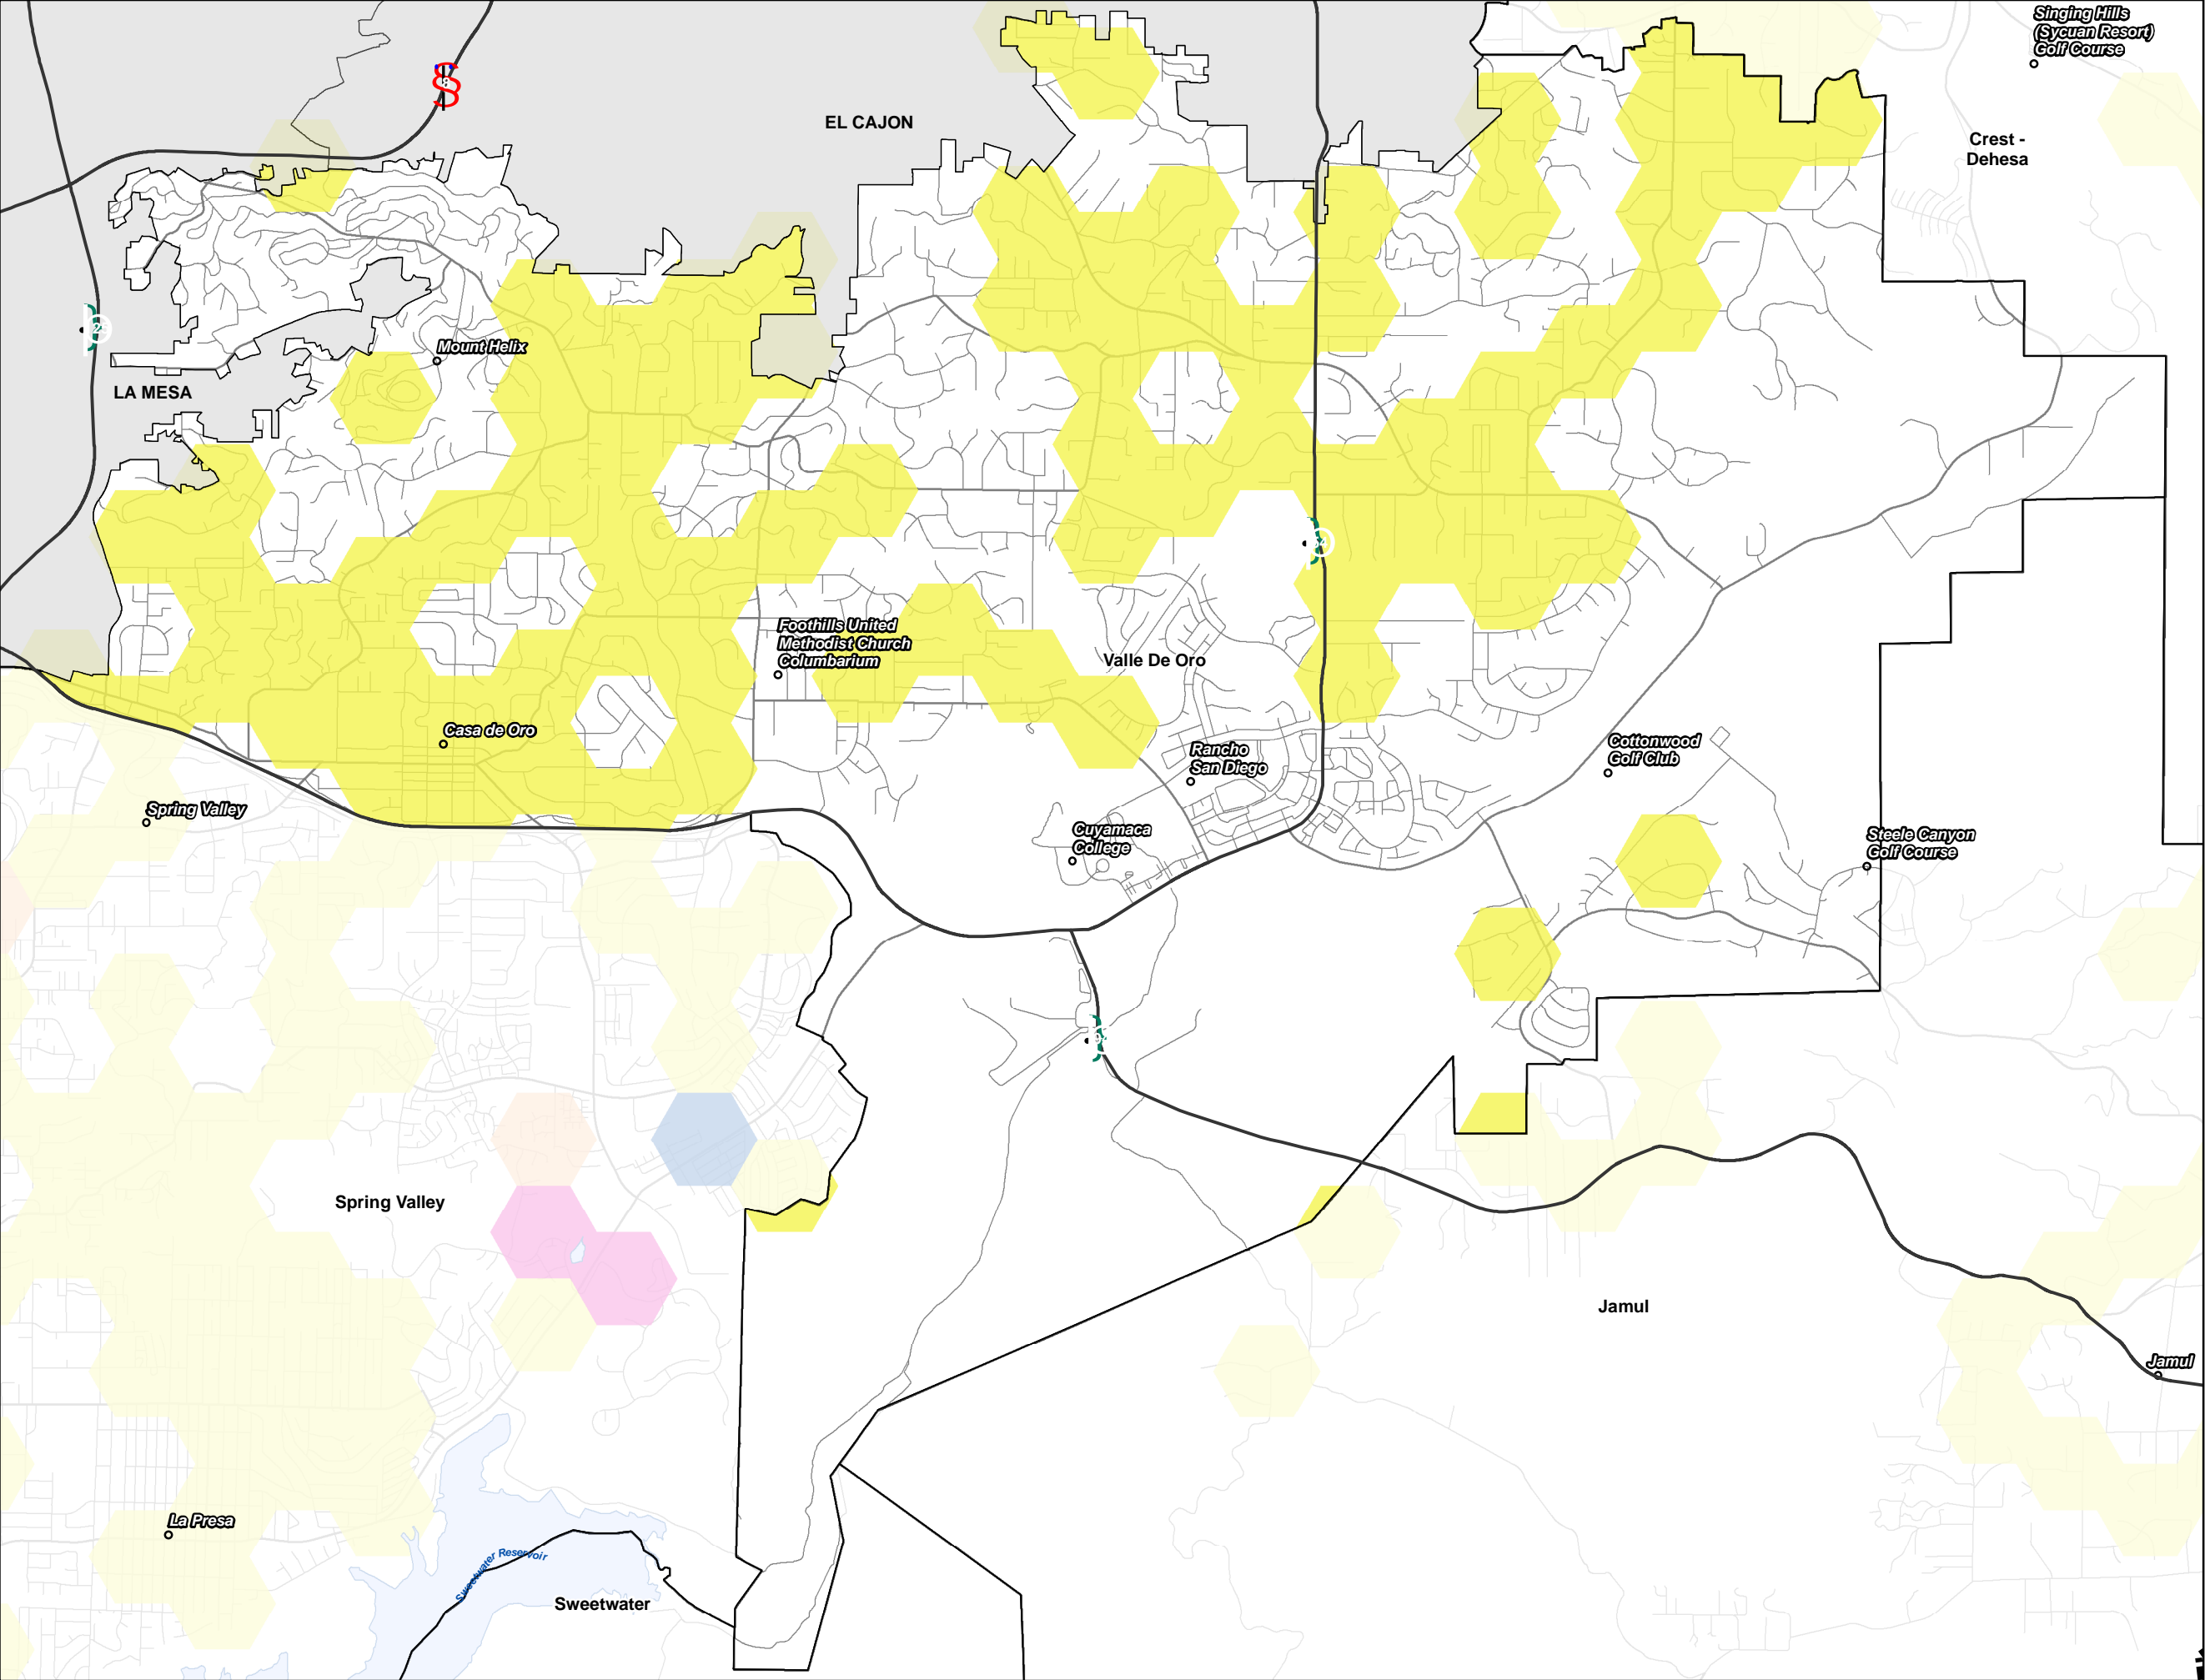 Singing Hills
(Sycuan Resort)
Golf Course
EL CAJON
Crest -
Dehesa
Mount Helix
LA MESA
Foothills United
Methodist Church
Columbarium
Valle De Oro
Casa de Oro
Rancho
San Diego
Cottonwood
Golf Club
Spring Valley
Cuyamaca
College
Steele Canyon
Golf Course
Spring Valley
Jamul
Jamul
La Presa
Sweetwater Reservoir
Sweetwater